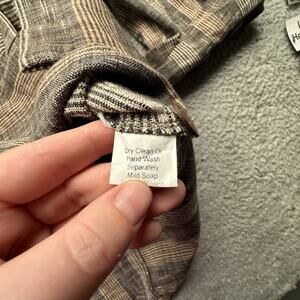 Dry Clean Or
Hand Wash
Separately
Mild Soap